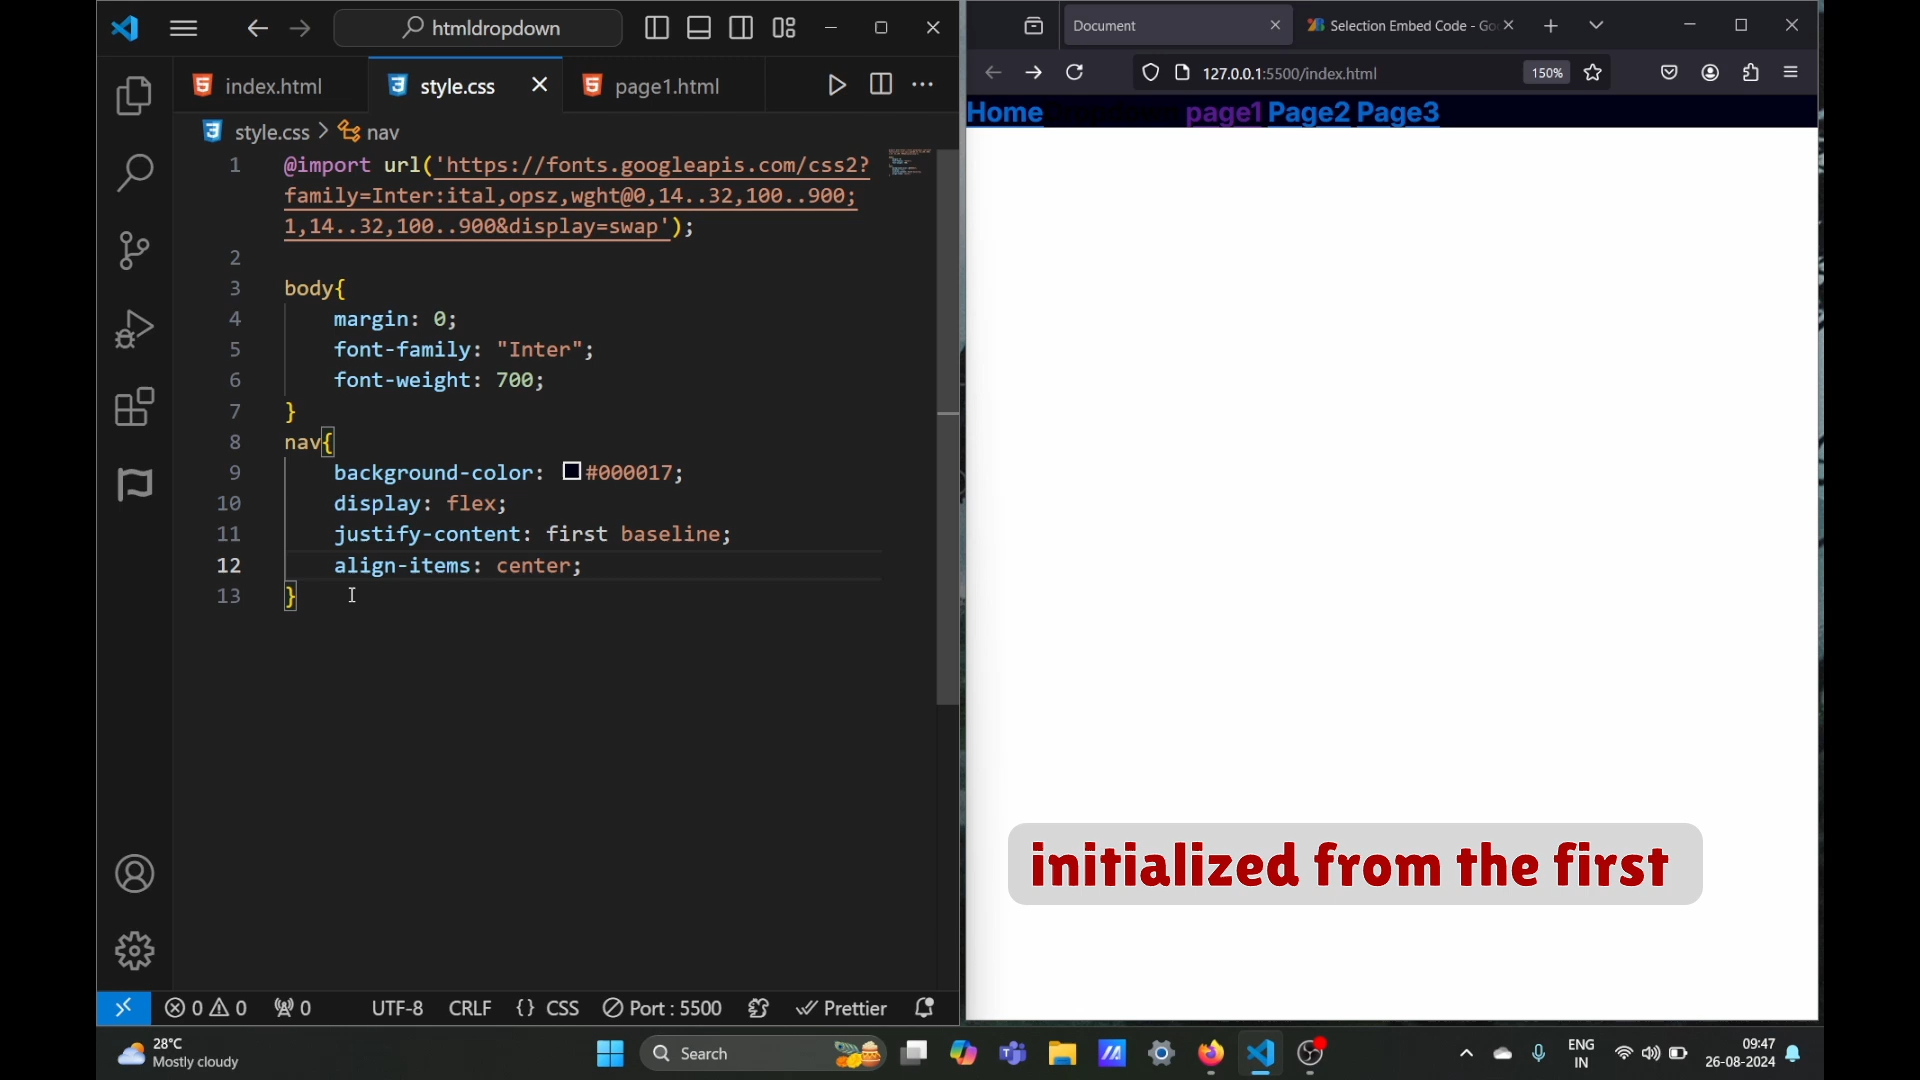 htmldropdown
index.html
style.css
page1.html
style.css > nav
1 @import url('https://fonts.googleapis.com/css2?
family=Inter:ital,opsz,wght@0,14..32,100..900;
1,14..32,100..900&display=swap');
2
3 body{
4 margin: 0;
5 font-family: "Inter";
6 font-weight: 700;
7 }
8 nav{
9 background-color: #000017;
10 display: flex;
11 justify-content: first baseline;
12 align-items: center;
13 }
0 0 0 UTF-8 CRLF {} CSS Port : 5500 Prettier
Document
Selection Embed Code - Go
127.0.0.1:5500/index.html
150%
Home page1 Page2 Page3
initialized from the first
28°C
Mostly cloudy
Search
ENG
IN
09:47
26-08-2024